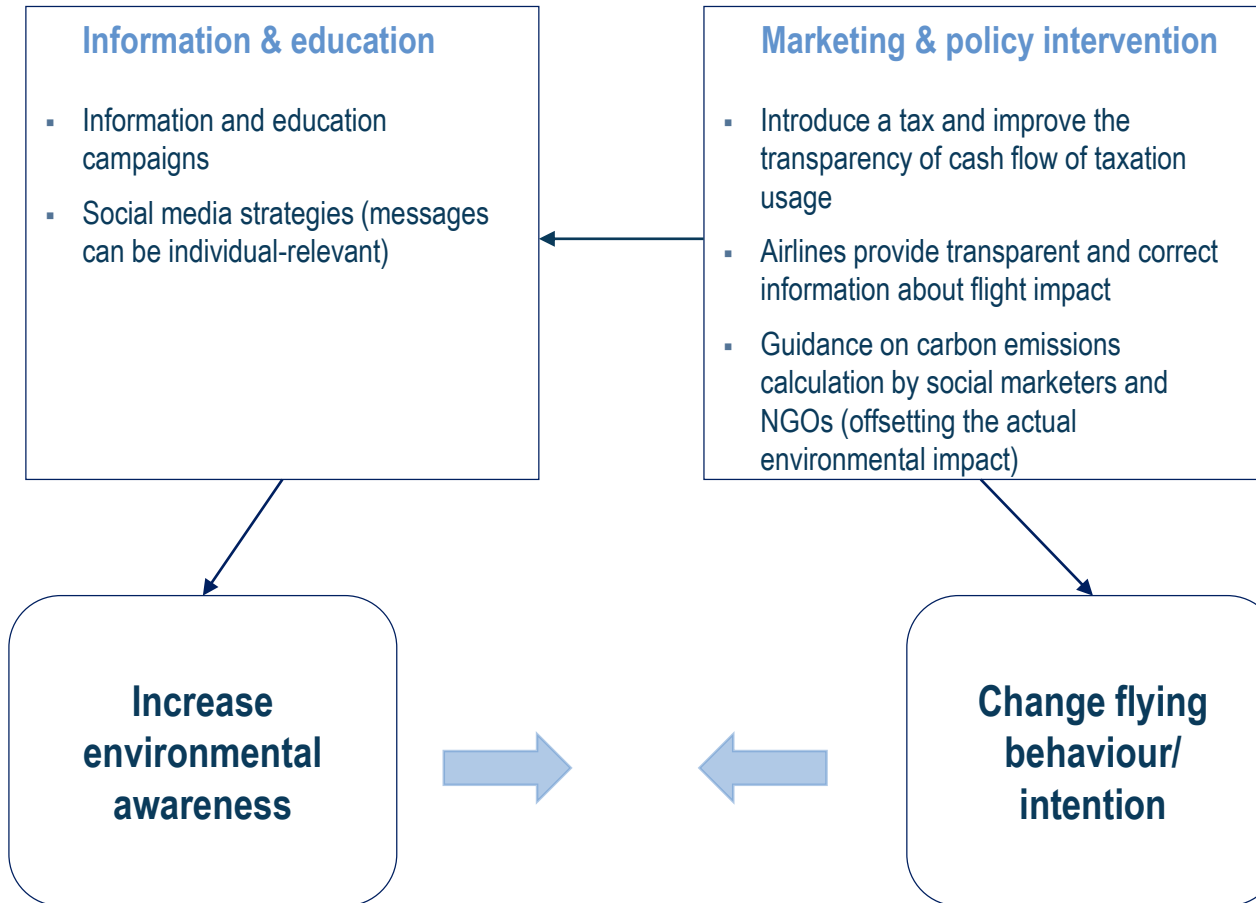 Information & education
▪ Information and education
campaigns
▪ Social media strategies (messages
can be individual-relevant)
Marketing & policy intervention
▪ Introduce a tax and improve the
transparency of cash flow of taxation
usage
▪ Airlines provide transparent and correct
information about flight impact
▪ Guidance on carbon emissions
calculation by social marketers and
NGOs (offsetting the actual
environmental impact)
Increase
environmental
awareness
Change flying
behaviour/
intention